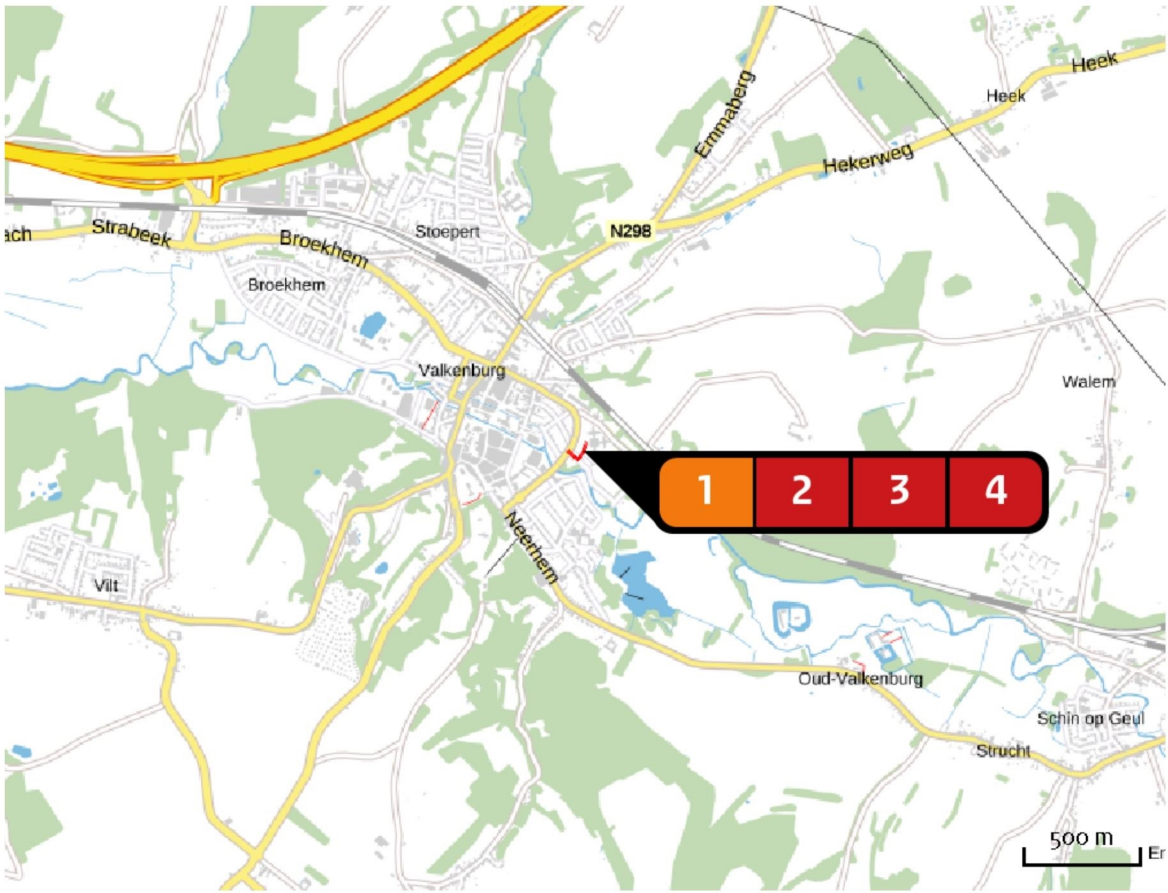 Heek
Heek
Emmaberg
Hekerweg
N298
Stoepert
ach
Strabeek
Broekhem
Broekhem
Valkenburg
Walem
1 2 3 4
Neerhem
Vilt
Oud-Valkenburg
Schin op Geul
Strucht
500 m
Er